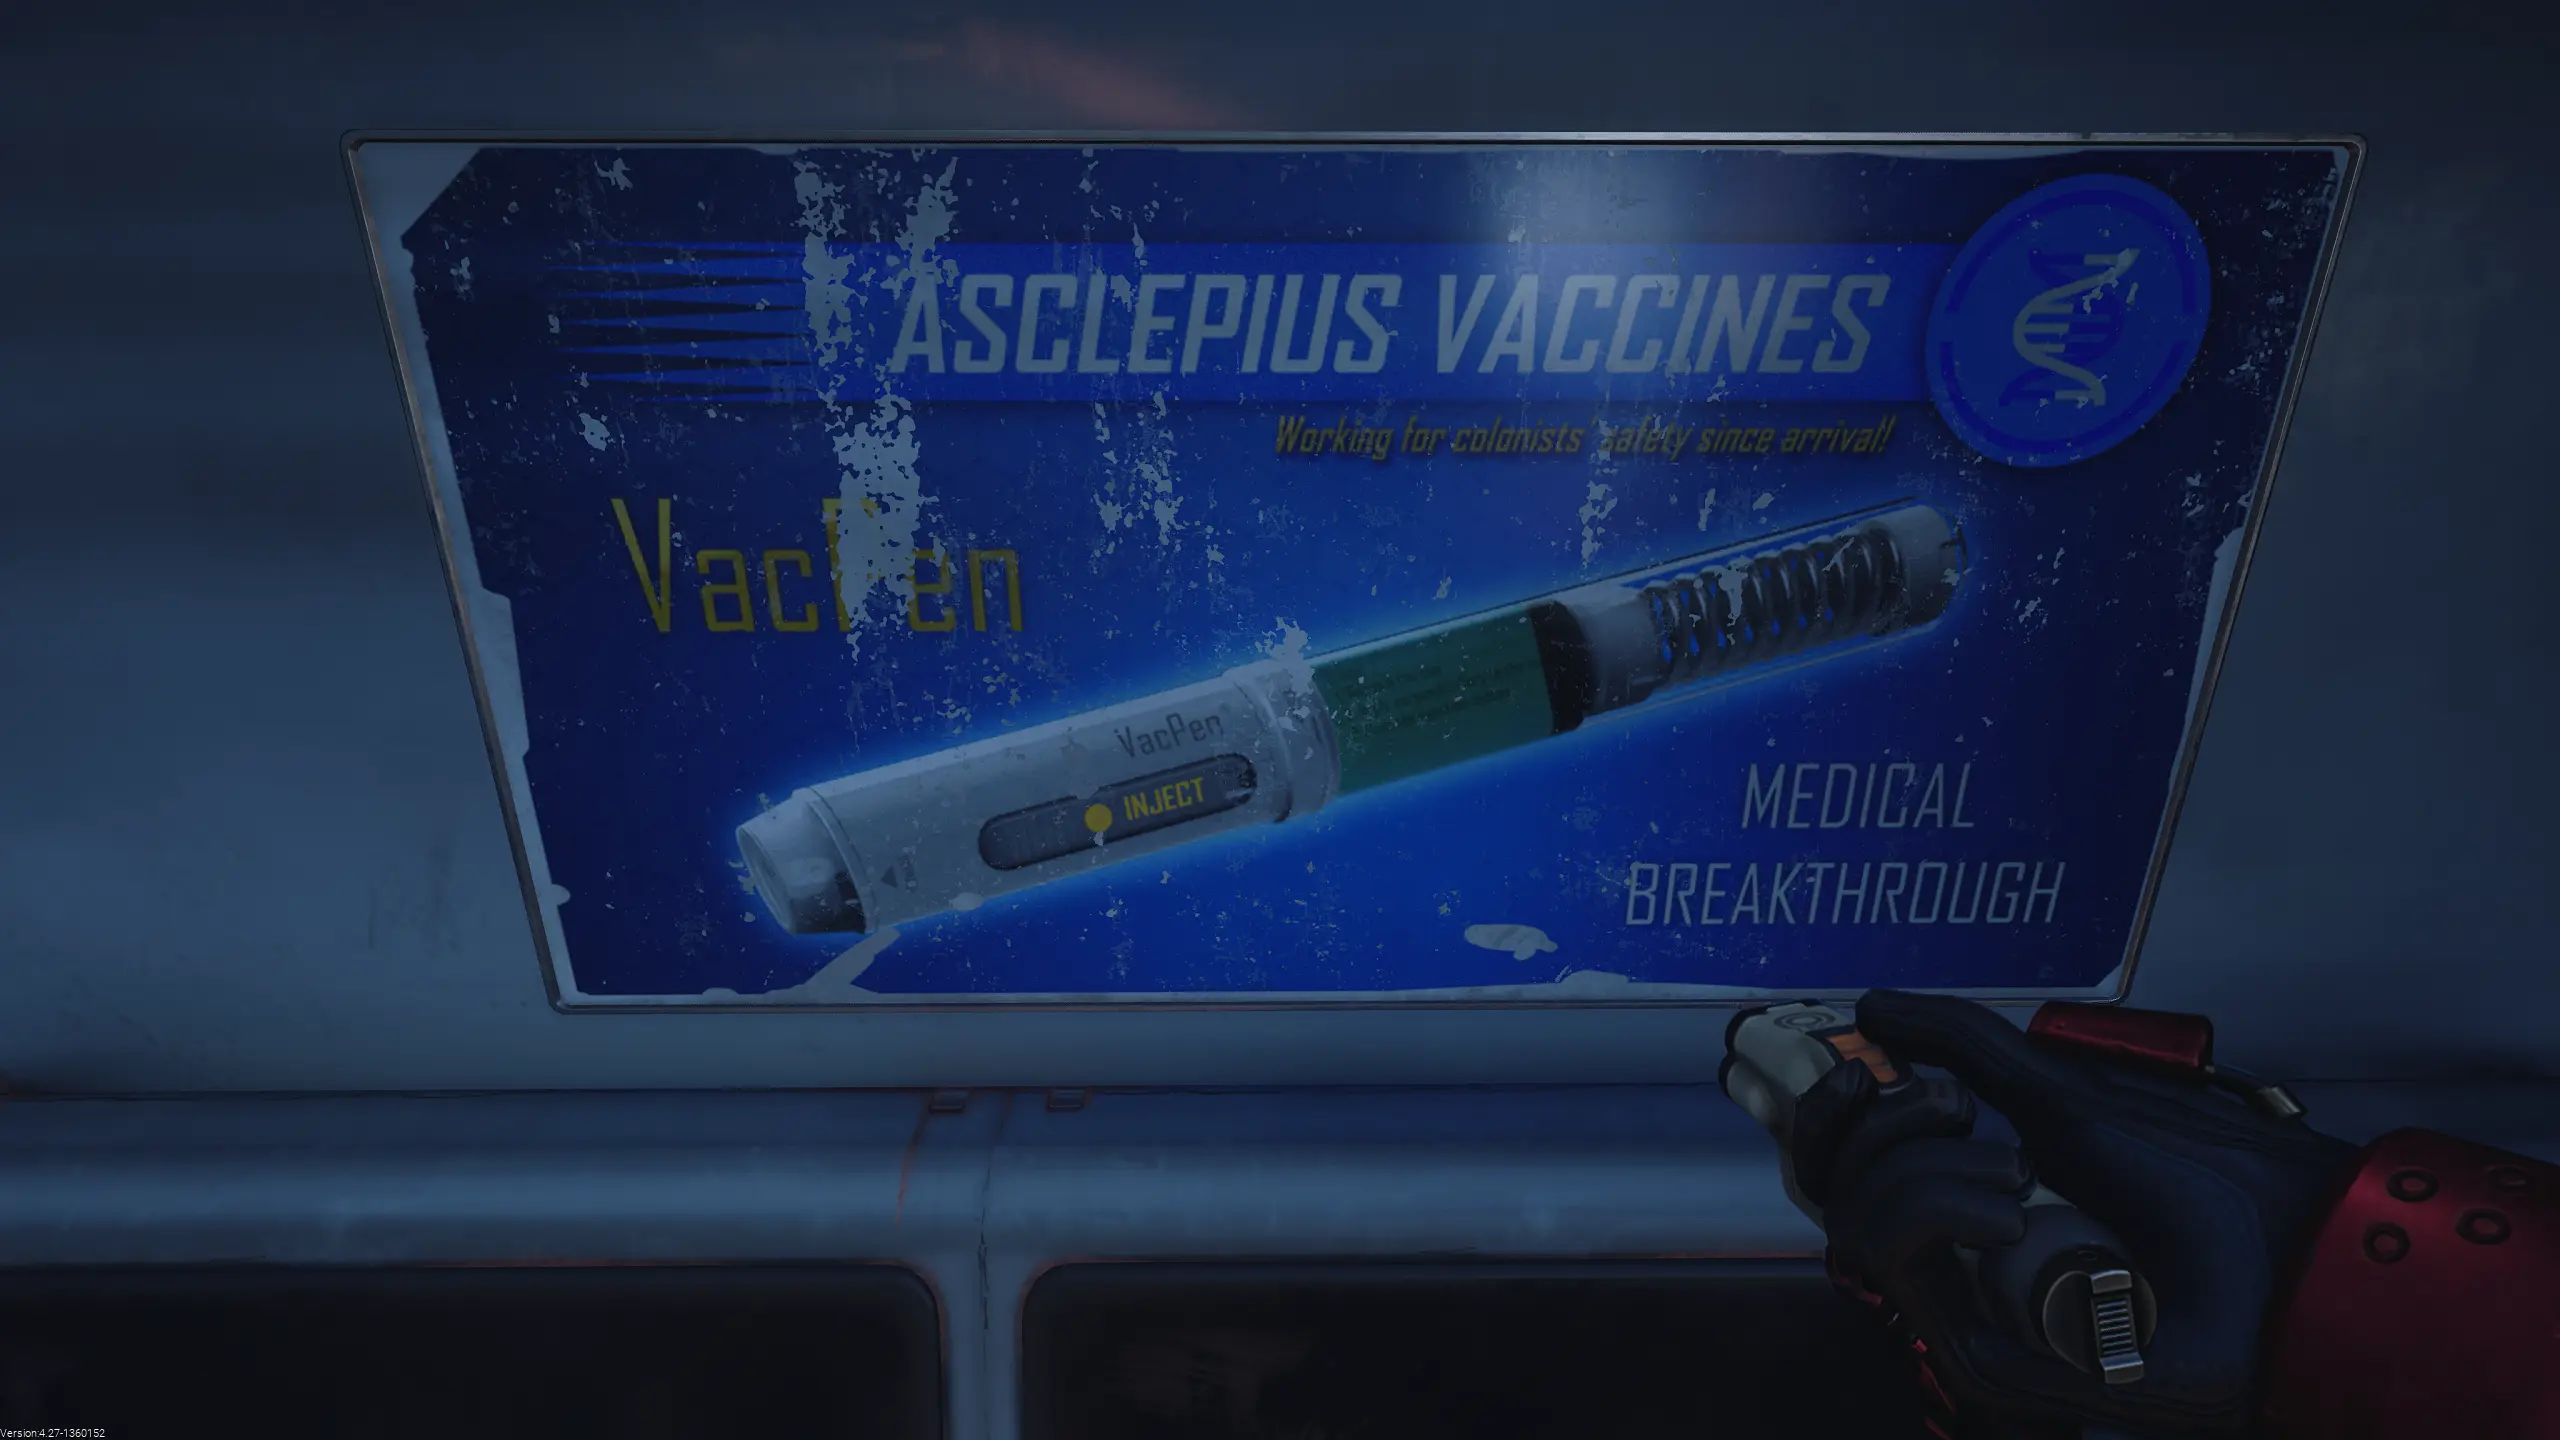 ASCLEPIUS VACCINES
Working for colonists' safety since arrival!
VacPen
VacPen
INJECT
MEDICAL
BREAKTHROUGH
Version:4.27-1360152